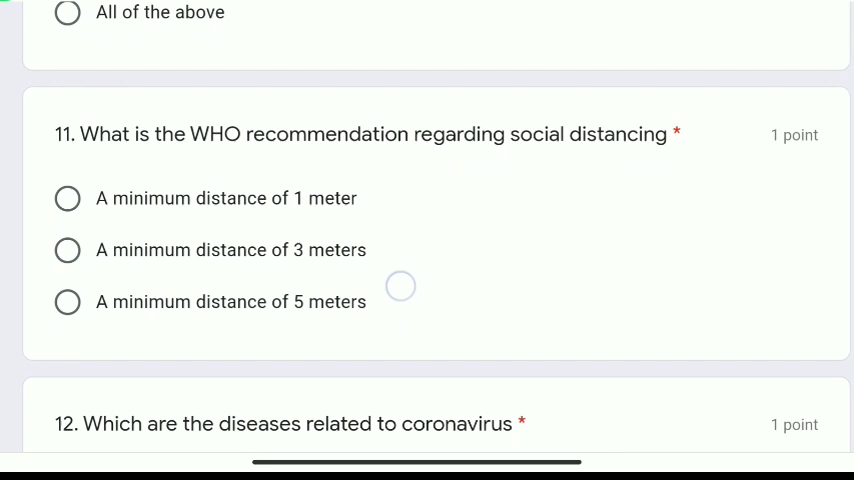 All of the above
11. What is the WHO recommendation regarding social distancing * 1 point
A minimum distance of 1 meter
A minimum distance of 3 meters
A minimum distance of 5 meters
12. Which are the diseases related to coronavirus * 1 point